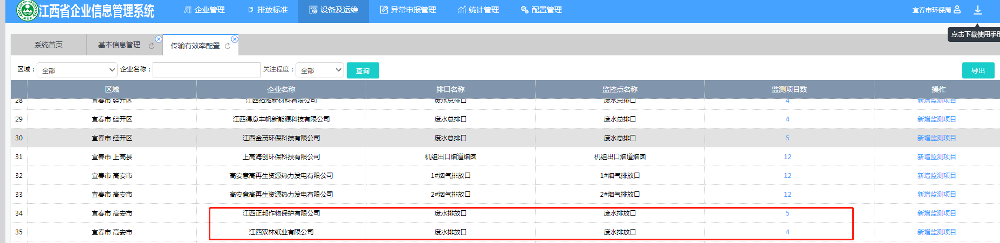 江西省企业信息管理系统 企业管理 排放标准 设备及运维 异常申报管理 统计管理 配置管理 宜春市环保局
MEE
点击下载使用手册
系统首页 基本信息管理 传输有效率配置
区域: 全部 企业名称: 关注程度: 全部 查询 导出
区域 企业名称 排口名称 监控点名称 监测项目数 操作
28 宜春市 经开区 江西拓泓新材料有限公司 废水总排口 废水总排口 4 新增监测项目
29 宜春市 经开区 江西得意丰帆新能源科技有限公司 废水总排口 废水总排口 4 新增监测项目
30 宜春市 经开区 江西金茂环保科技有限公司 废水总排口 废水总排口 5 新增监测项目
31 宜春市 上高县 上高海创环保科技有限公司 机组出口烟道烟囱 机组出口烟道烟囱 12 新增监测项目
32 宜春市 高安市 高安意高再生资源热力发电有限公司 1#烟气排放口 1#烟气排放口 12 新增监测项目
33 宜春市 高安市 高安意高再生资源热力发电有限公司 2#烟气排放口 2#烟气排放口 12 新增监测项目
34 宜春市 高安市 江西正邦作物保护有限公司 废水排放口 废水排放口 5 新增监测项目
35 宜春市 高安市 江西双林纸业有限公司 废水排放口 废水排放口 4 新增监测项目